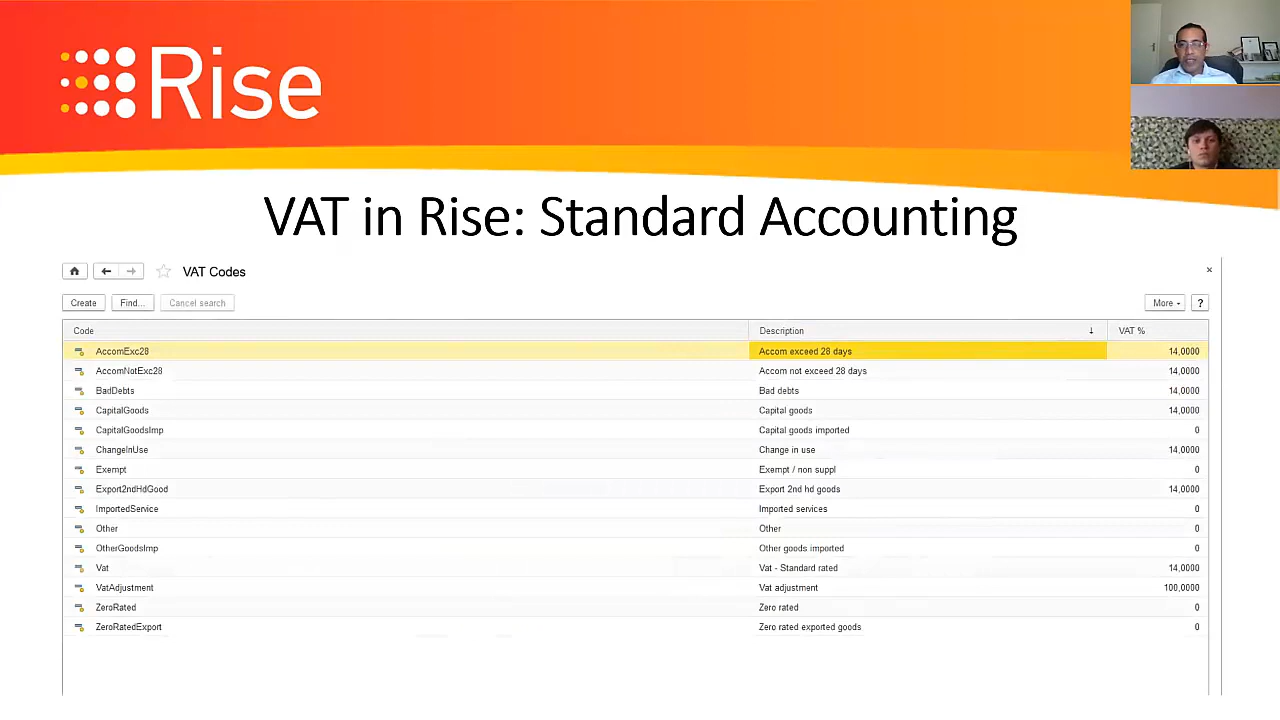 Rise
VAT in Rise: Standard Accounting
VAT Codes
Create Find... Cancel search More ?
Code Description VAT %
AccomExc28 Accom exceed 28 days 14,0000
AccomNotExc28 Accom not exceed 28 days 14,0000
BadDebts Bad debts 14,0000
CapitalGoods Capital goods 14,0000
CapitalGoodsImp Capital goods imported 0
ChangeInUse Change in use 14,0000
Exempt Exempt / non suppl 0
Export2ndHdGood Export 2nd hd goods 14,0000
ImportedService Imported services 0
Other Other 0
OtherGoodsImp Other goods imported 0
Vat Vat - Standard rated 14,0000
VatAdjustment Vat adjustment 100,0000
ZeroRated Zero rated 0
ZeroRatedExport Zero rated exported goods 0